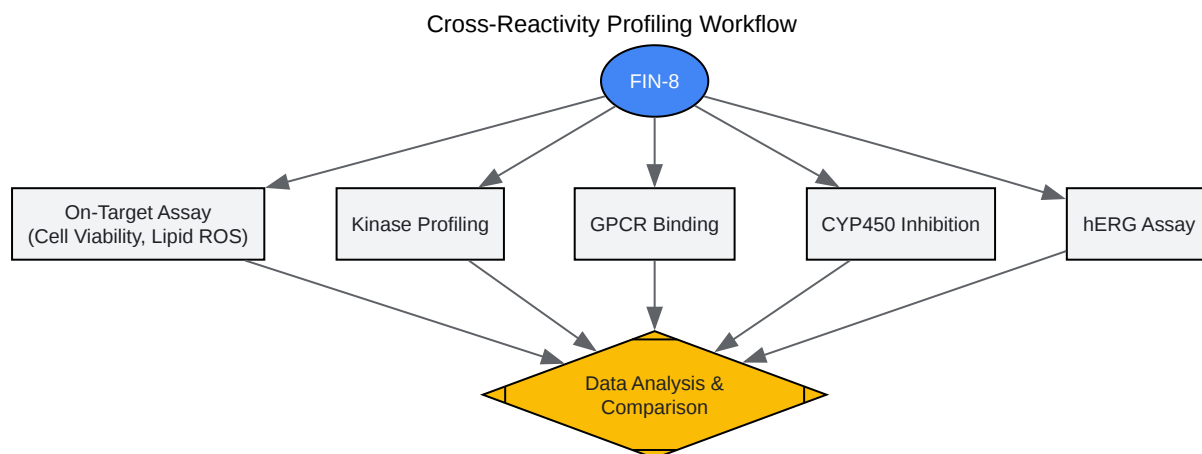 Cross-Reactivity Profiling Workflow
FIN-8
On-Target Assay
(Cell Viability, Lipid ROS)
Kinase Profiling
GPCR Binding
CYP450 Inhibition
hERG Assay
Data Analysis &
Comparison